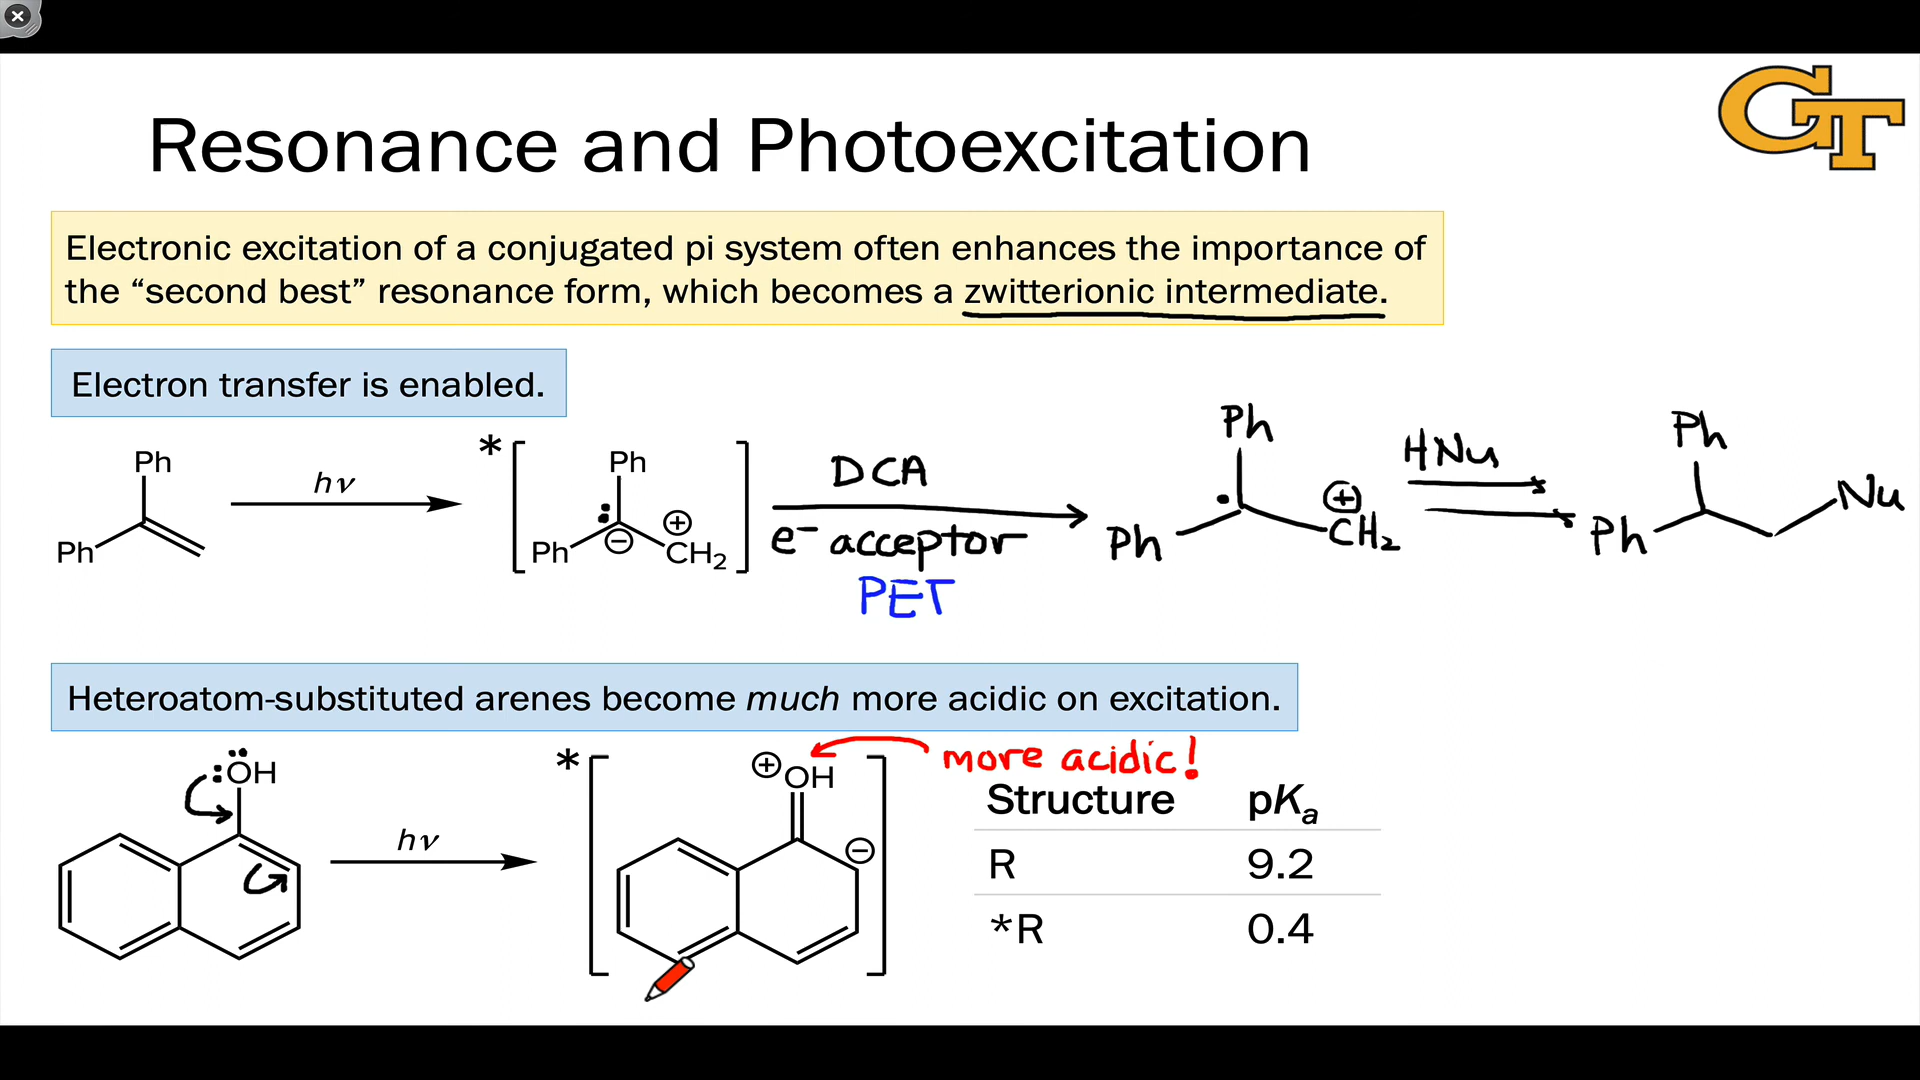 GT
Resonance and Photoexcitation
Electronic excitation of a conjugated pi system often enhances the importance of
the “second best” resonance form, which becomes a zwitterionic intermediate.
Electron transfer is enabled.
Ph
Ph
hν
*
Ph
Ph
:
⊖
⊕
CH₂
DCA
e⁻ acceptor
PET
Ph
Ph
•
⊕
CH₂
HNu
Ph
Ph
Nu
Heteroatom-substituted arenes become much more acidic on excitation.
:ÖH
hν
*
⊕
OH
⊖
more acidic!
Structure pKₐ
R 9.2
*R 0.4